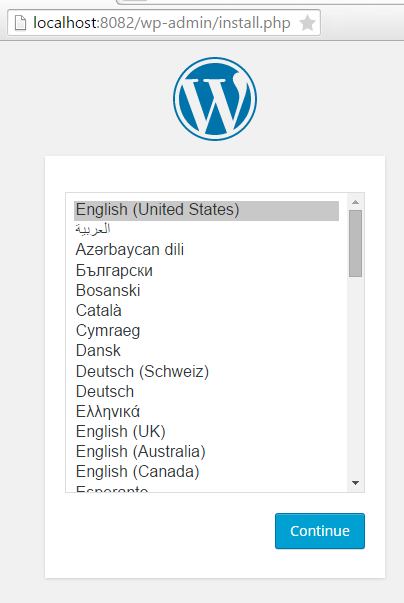 localhost:8082/wp-admin/install.php
English (United States)
العربية
Azərbaycan dili
Български
Bosanski
Català
Cymraeg
Dansk
Deutsch (Schweiz)
Deutsch
Ελληνικά
English (UK)
English (Australia)
English (Canada)
Esperanto
Continue